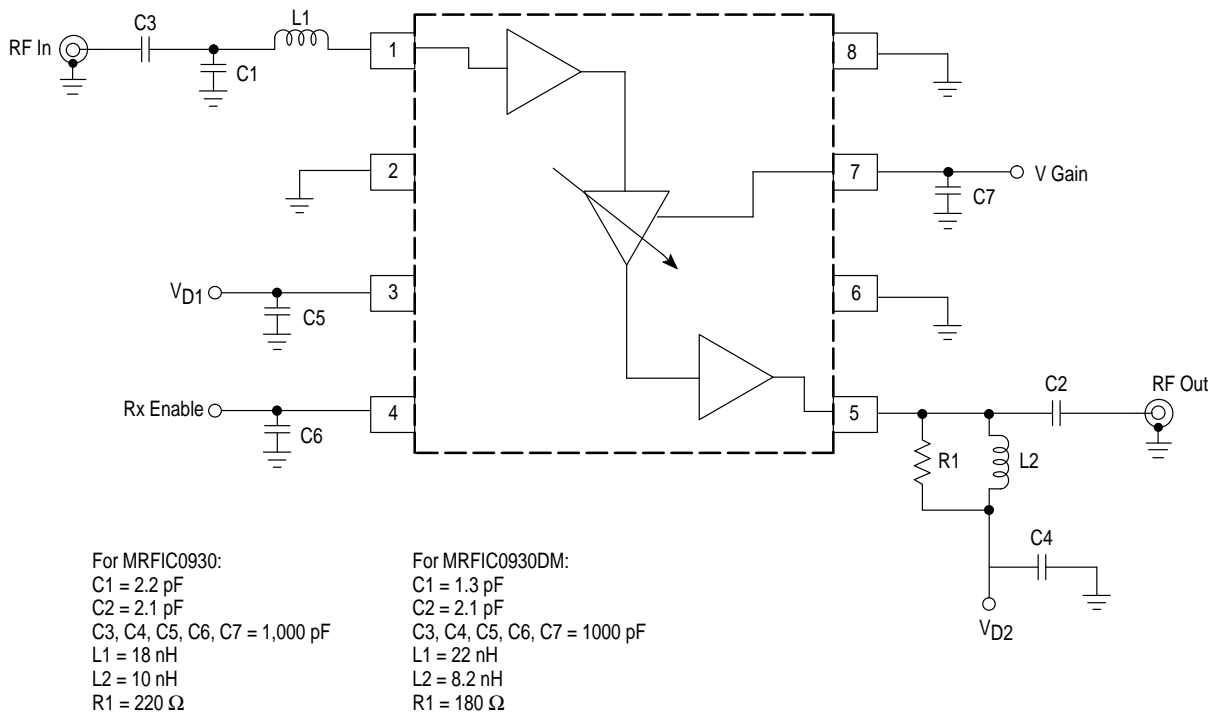 C3
L1
RF In
C1
1
8
2
7
V Gain
C7
VD1
3
C5
6
Rx Enable
4
C6
5
C2
RF Out
R1
L2
C4
VD2
For MRFIC0930:
C1 = 2.2 pF
C2 = 2.1 pF
C3, C4, C5, C6, C7 = 1,000 pF
L1 = 18 nH
L2 = 10 nH
R1 = 220 Ω
For MRFIC0930DM:
C1 = 1.3 pF
C2 = 2.1 pF
C3, C4, C5, C6, C7 = 1000 pF
L1 = 22 nH
L2 = 8.2 nH
R1 = 180 Ω